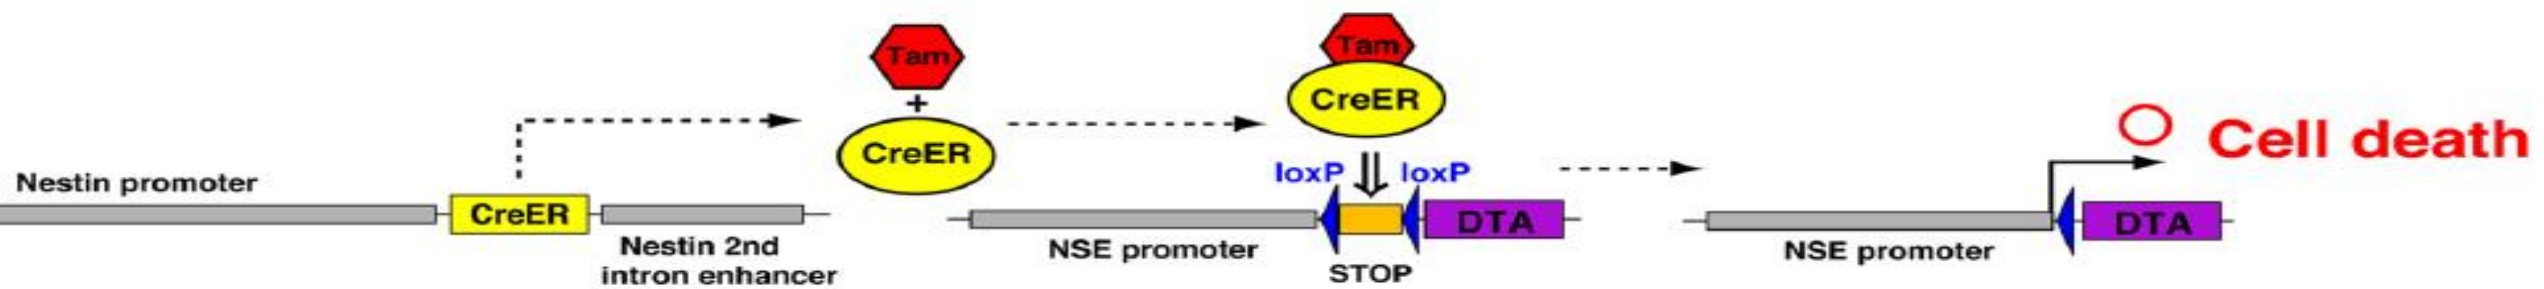 Nestin promoter
CreER
Nestin 2nd
intron enhancer
Tam
+
CreER
Tam
CreER
loxP
loxP
NSE promoter
STOP
DTA
NSE promoter
DTA
Cell death